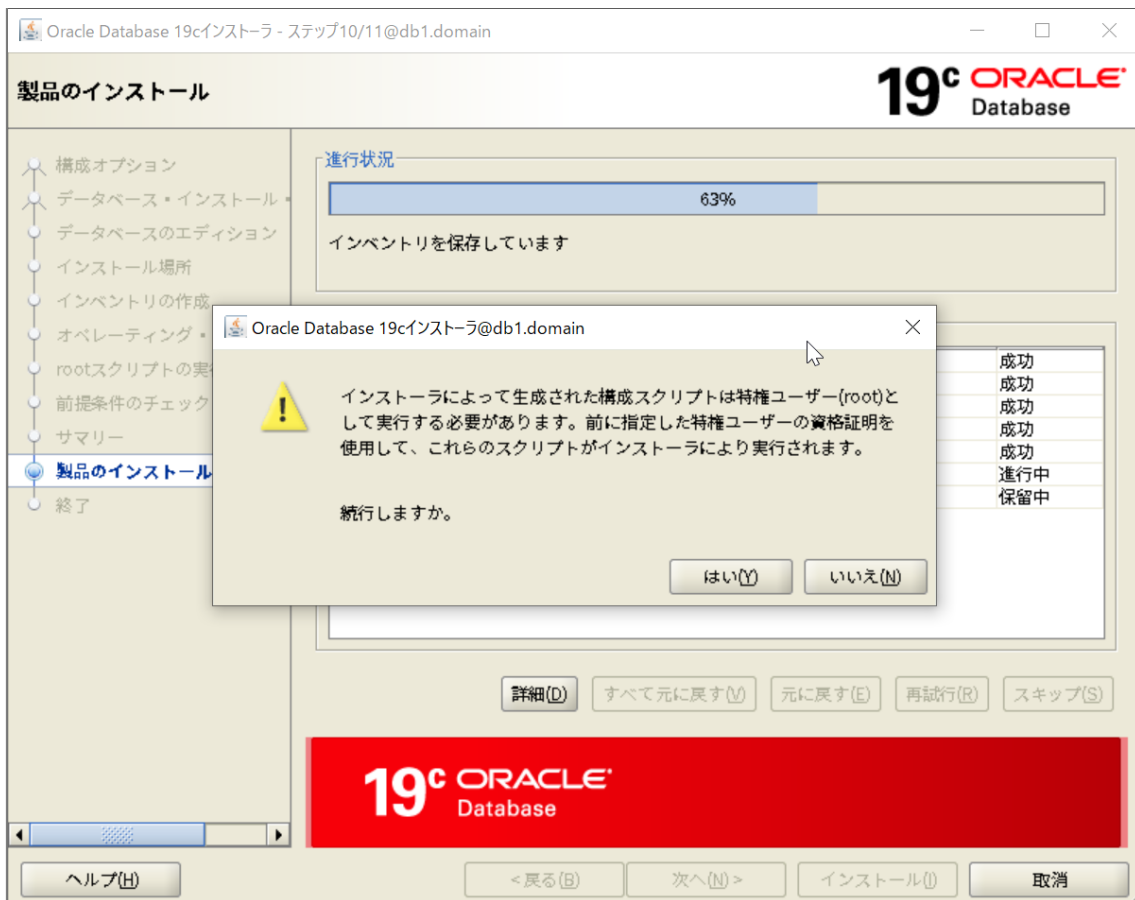 Oracle Database 19cインストーラ - ステップ10/11@db1.domain
製品のインストール
19c ORACLE
Database
構成オプション
データベース・インストール・
データベースのエディション
インストール場所
インベントリの作成
オペレーティング・
rootスクリプトの実
前提条件のチェック
サマリー
製品のインストール
終了
進行状況
63%
インベントリを保存しています
成功
成功
成功
成功
成功
進行中
保留中
Oracle Database 19cインストーラ@db1.domain
インストーラによって生成された構成スクリプトは特権ユーザー(root)と
して実行する必要があります。前に指定した特権ユーザーの資格証明を
使用して、これらのスクリプトがインストーラにより実行されます。
続行しますか。
はい(Y)
いいえ(N)
詳細(D)
すべて元に戻す(V)
元に戻す(E)
再試行(R)
スキップ(S)
19c ORACLE
Database
ヘルプ(H)
< 戻る(B)
次へ(N) >
インストール(I)
取消